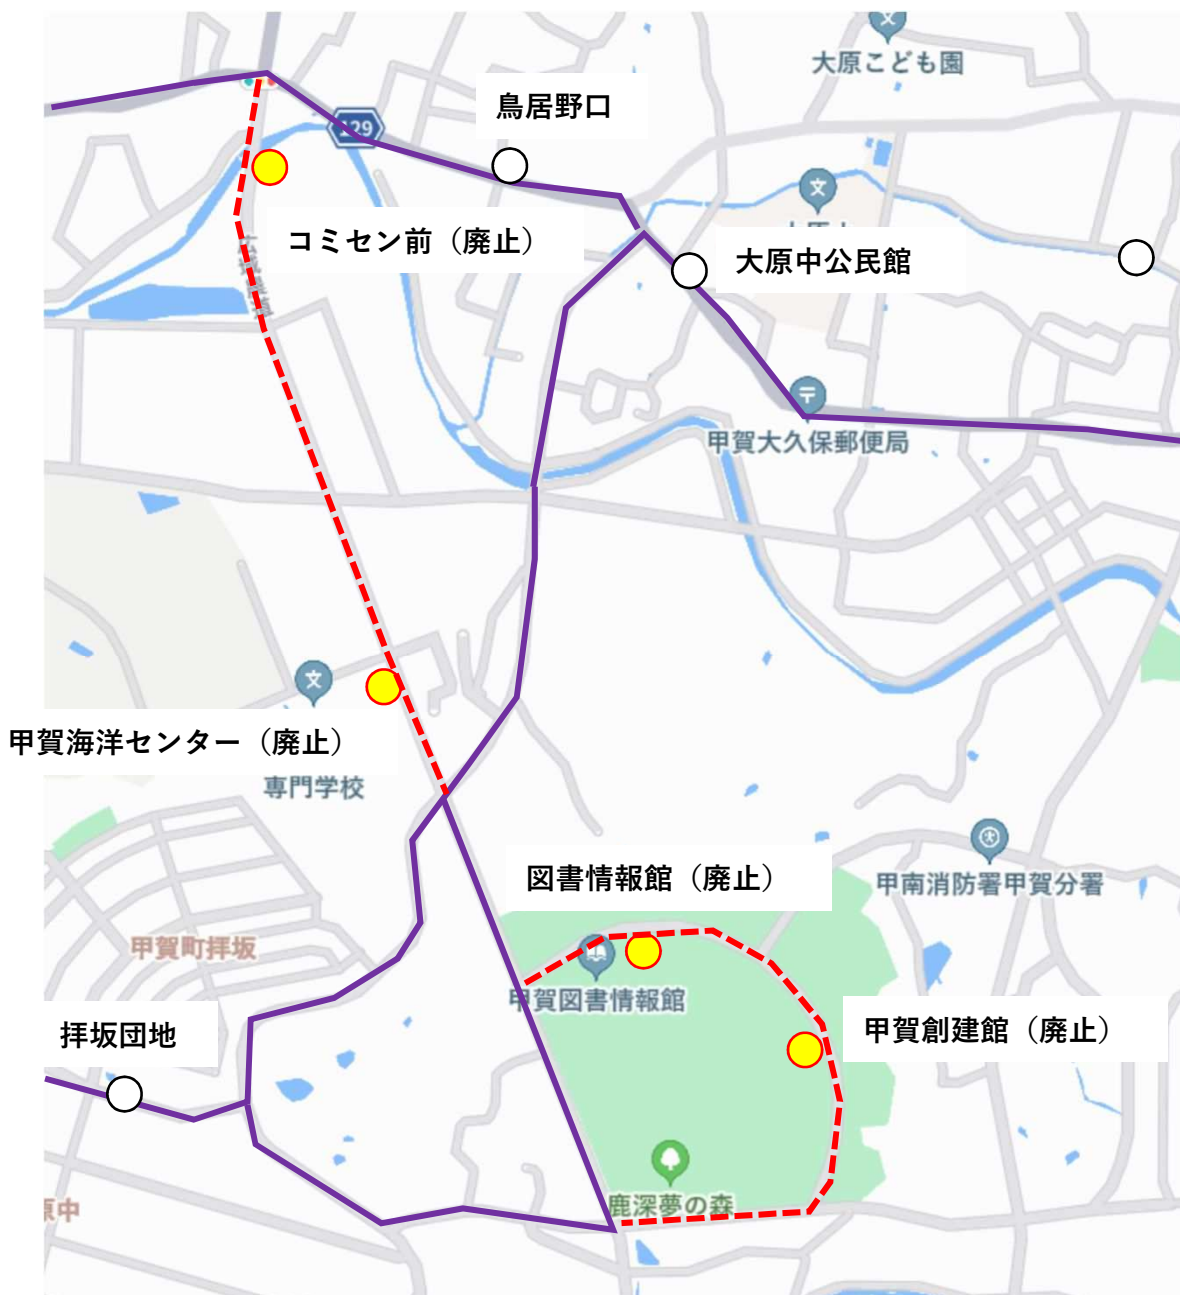 大原こども園
鳥居野口
129
コミセン前（廃止）
大原中公民館
甲賀大久保郵便局
甲賀海洋センター（廃止）
専門学校
図書情報館（廃止）
甲南消防署甲賀分署
甲賀町拝坂
甲賀図書情報館
拝坂団地
甲賀創建館（廃止）
鹿深夢の森
原中